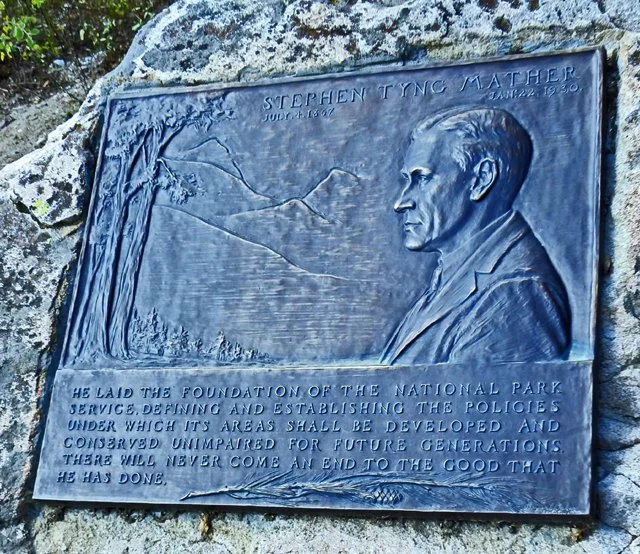 STEPHEN TYNG MATHER
JULY. 4. 1867 JAN. 22. 1930.
HE LAID THE FOUNDATION OF THE NATIONAL PARK
SERVICE, DEFINING AND ESTABLISHING THE POLICIES
UNDER WHICH ITS AREAS SHALL BE DEVELOPED AND
CONSERVED UNIMPAIRED FOR FUTURE GENERATIONS.
THERE WILL NEVER COME AN END TO THE GOOD THAT
HE HAS DONE.